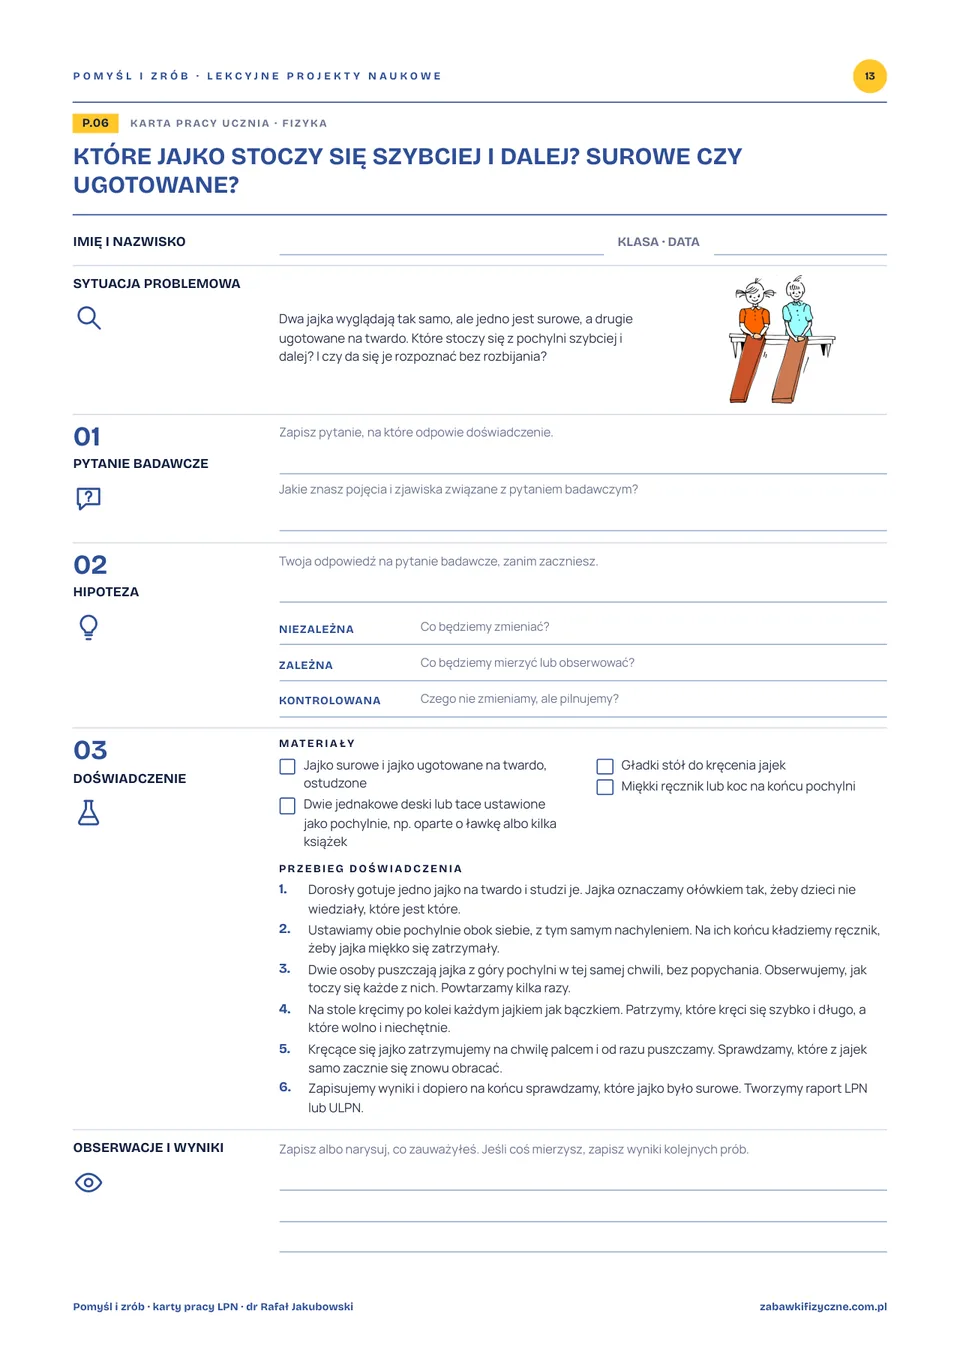 POMYŚL I ZRÓB · LEKCYJNE PROJEKTY NAUKOWE
13
P.06 KARTA PRACY UCZNIA · FIZYKA
KTÓRE JAJKO STOCZY SIĘ SZYBCIEJ I DALEJ? SUROWE CZY
UGOTOWANE?
IMIĘ I NAZWISKO
KLASA · DATA
SYTUACJA PROBLEMOWA
Dwa jajka wyglądają tak samo, ale jedno jest surowe, a drugie
ugotowane na twardo. Które stoczy się z pochylni szybciej i
dalej? I czy da się je rozpoznać bez rozbijania?
01
PYTANIE BADAWCZE
Zapisz pytanie, na które odpowie doświadczenie.
Jakie znasz pojęcia i zjawiska związane z pytaniem badawczym?
02
HIPOTEZA
Twoja odpowiedź na pytanie badawcze, zanim zaczniesz.
NIEZALEŻNA Co będziemy zmieniać?
ZALEŻNA Co będziemy mierzyć lub obserwować?
KONTROLOWANA Czego nie zmieniamy, ale pilnujemy?
03
DOŚWIADCZENIE
MATERIAŁY
Jajko surowe i jajko ugotowane na twardo,
ostudzone
Dwie jednakowe deski lub tace ustawione
jako pochylnie, np. oparte o ławkę albo kilka
książek
Gładki stół do kręcenia jajek
Miękki ręcznik lub koc na końcu pochylni
PRZEBIEG DOŚWIADCZENIA
1. Dorosły gotuje jedno jajko na twardo i studzi je. Jajka oznaczamy ołówkiem tak, żeby dzieci nie
wiedziały, które jest które.
2. Ustawiamy obie pochylnie obok siebie, z tym samym nachyleniem. Na ich końcu kładziemy ręcznik,
żeby jajka miękko się zatrzymały.
3. Dwie osoby puszczają jajka z góry pochylni w tej samej chwili, bez popychania. Obserwujemy, jak
toczy się każde z nich. Powtarzamy kilka razy.
4. Na stole kręcimy po kolei każdym jajkiem jak bączkiem. Patrzymy, które kręci się szybko i długo, a
które wolno i niechętnie.
5. Kręcące się jajko zatrzymujemy na chwilę palcem i od razu puszczamy. Sprawdzamy, które z jajek
samo zacznie się znowu obracać.
6. Zapisujemy wyniki i dopiero na końcu sprawdzamy, które jajko było surowe. Tworzymy raport LPN
lub ULPN.
OBSERWACJE I WYNIKI
Zapisz albo narysuj, co zauważyłeś. Jeśli coś mierzysz, zapisz wyniki kolejnych prób.
Pomyśl i zrób · karty pracy LPN · dr Rafał Jakubowski
zabawkifizyczne.com.pl